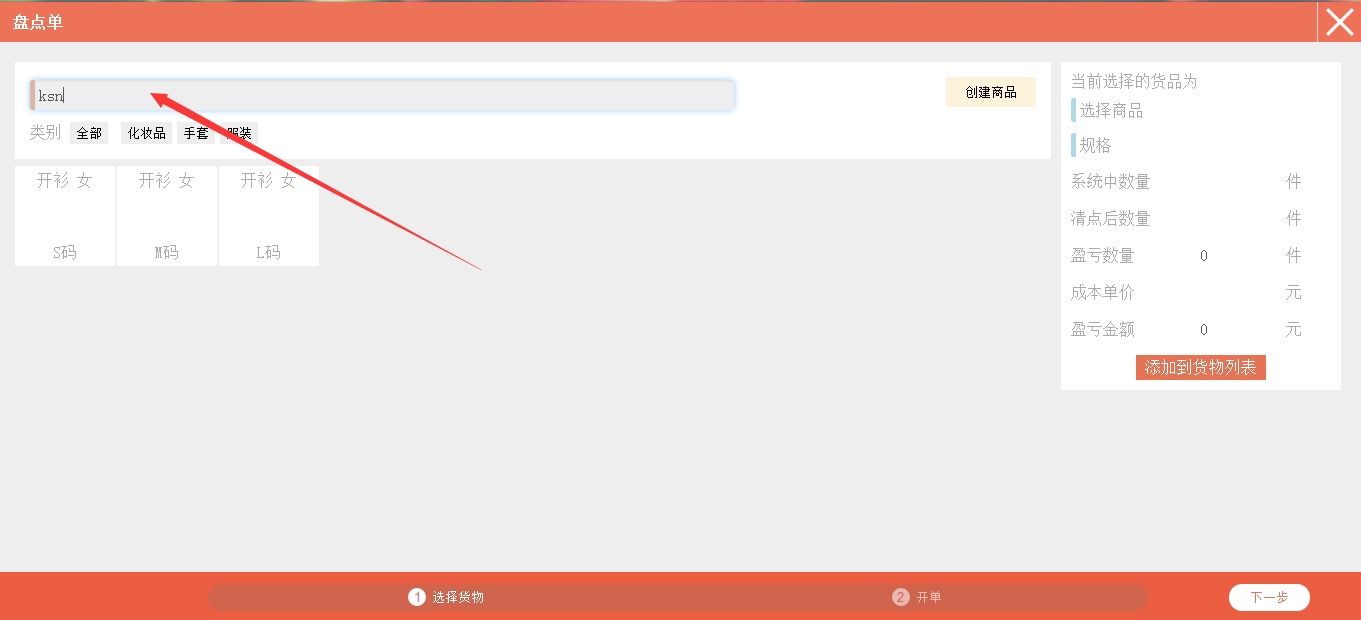 盘点单
ksn
创建商品
类别 全部 化妆品 手套 服装
开衫 女 开衫 女 开衫 女
S码 M码 L码
当前选择的货品为
选择商品
规格
系统中数量 件
清点后数量 件
盈亏数量 0 件
成本单价 元
盈亏金额 0 元
添加到货物列表
1 选择货物 2 开单 下一步